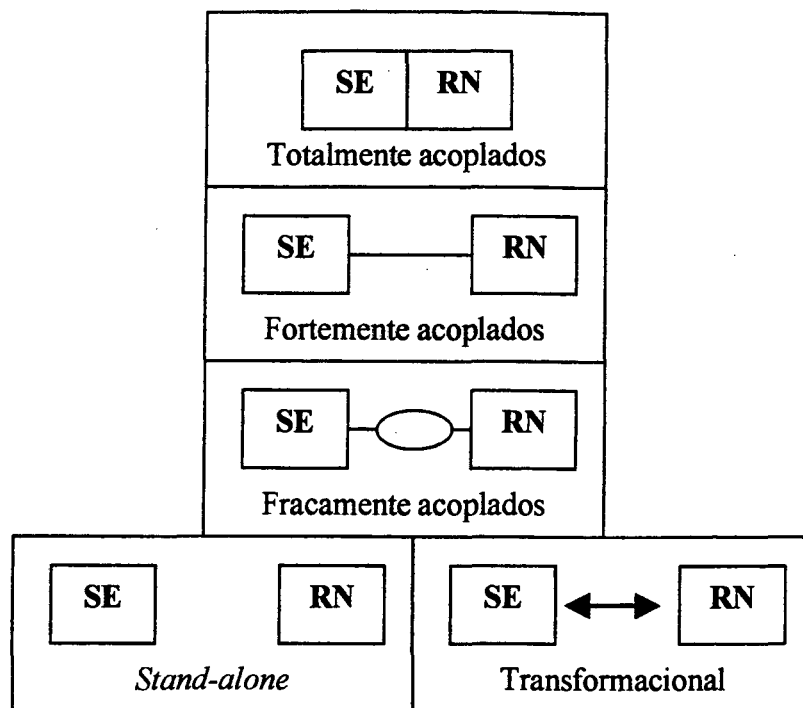 SE RN
Totalmente acoplados
SE RN
Fortemente acoplados
SE RN
Fracamente acoplados
SE RN SE RN
Stand-alone Transformacional